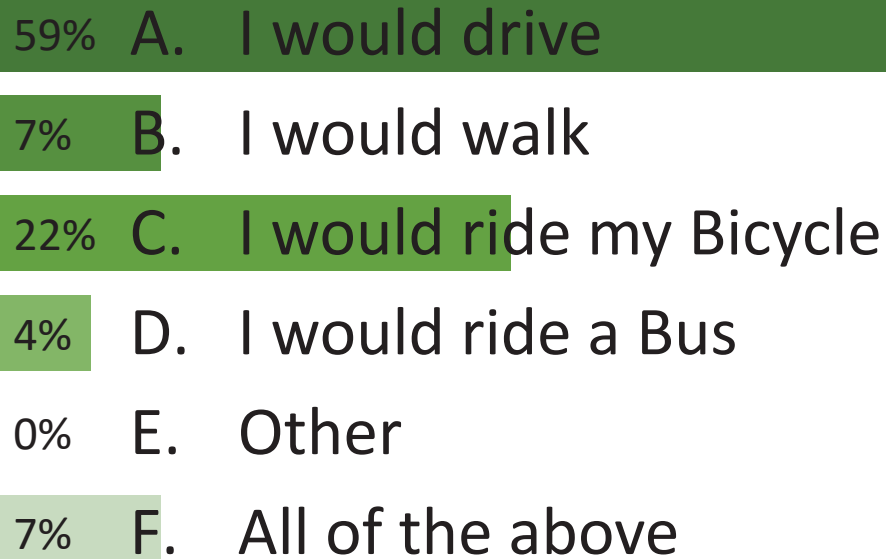 59% A. I would drive
7% B. I would walk
22% C. I would ride my Bicycle
4% D. I would ride a Bus
0% E. Other
7% F. All of the above